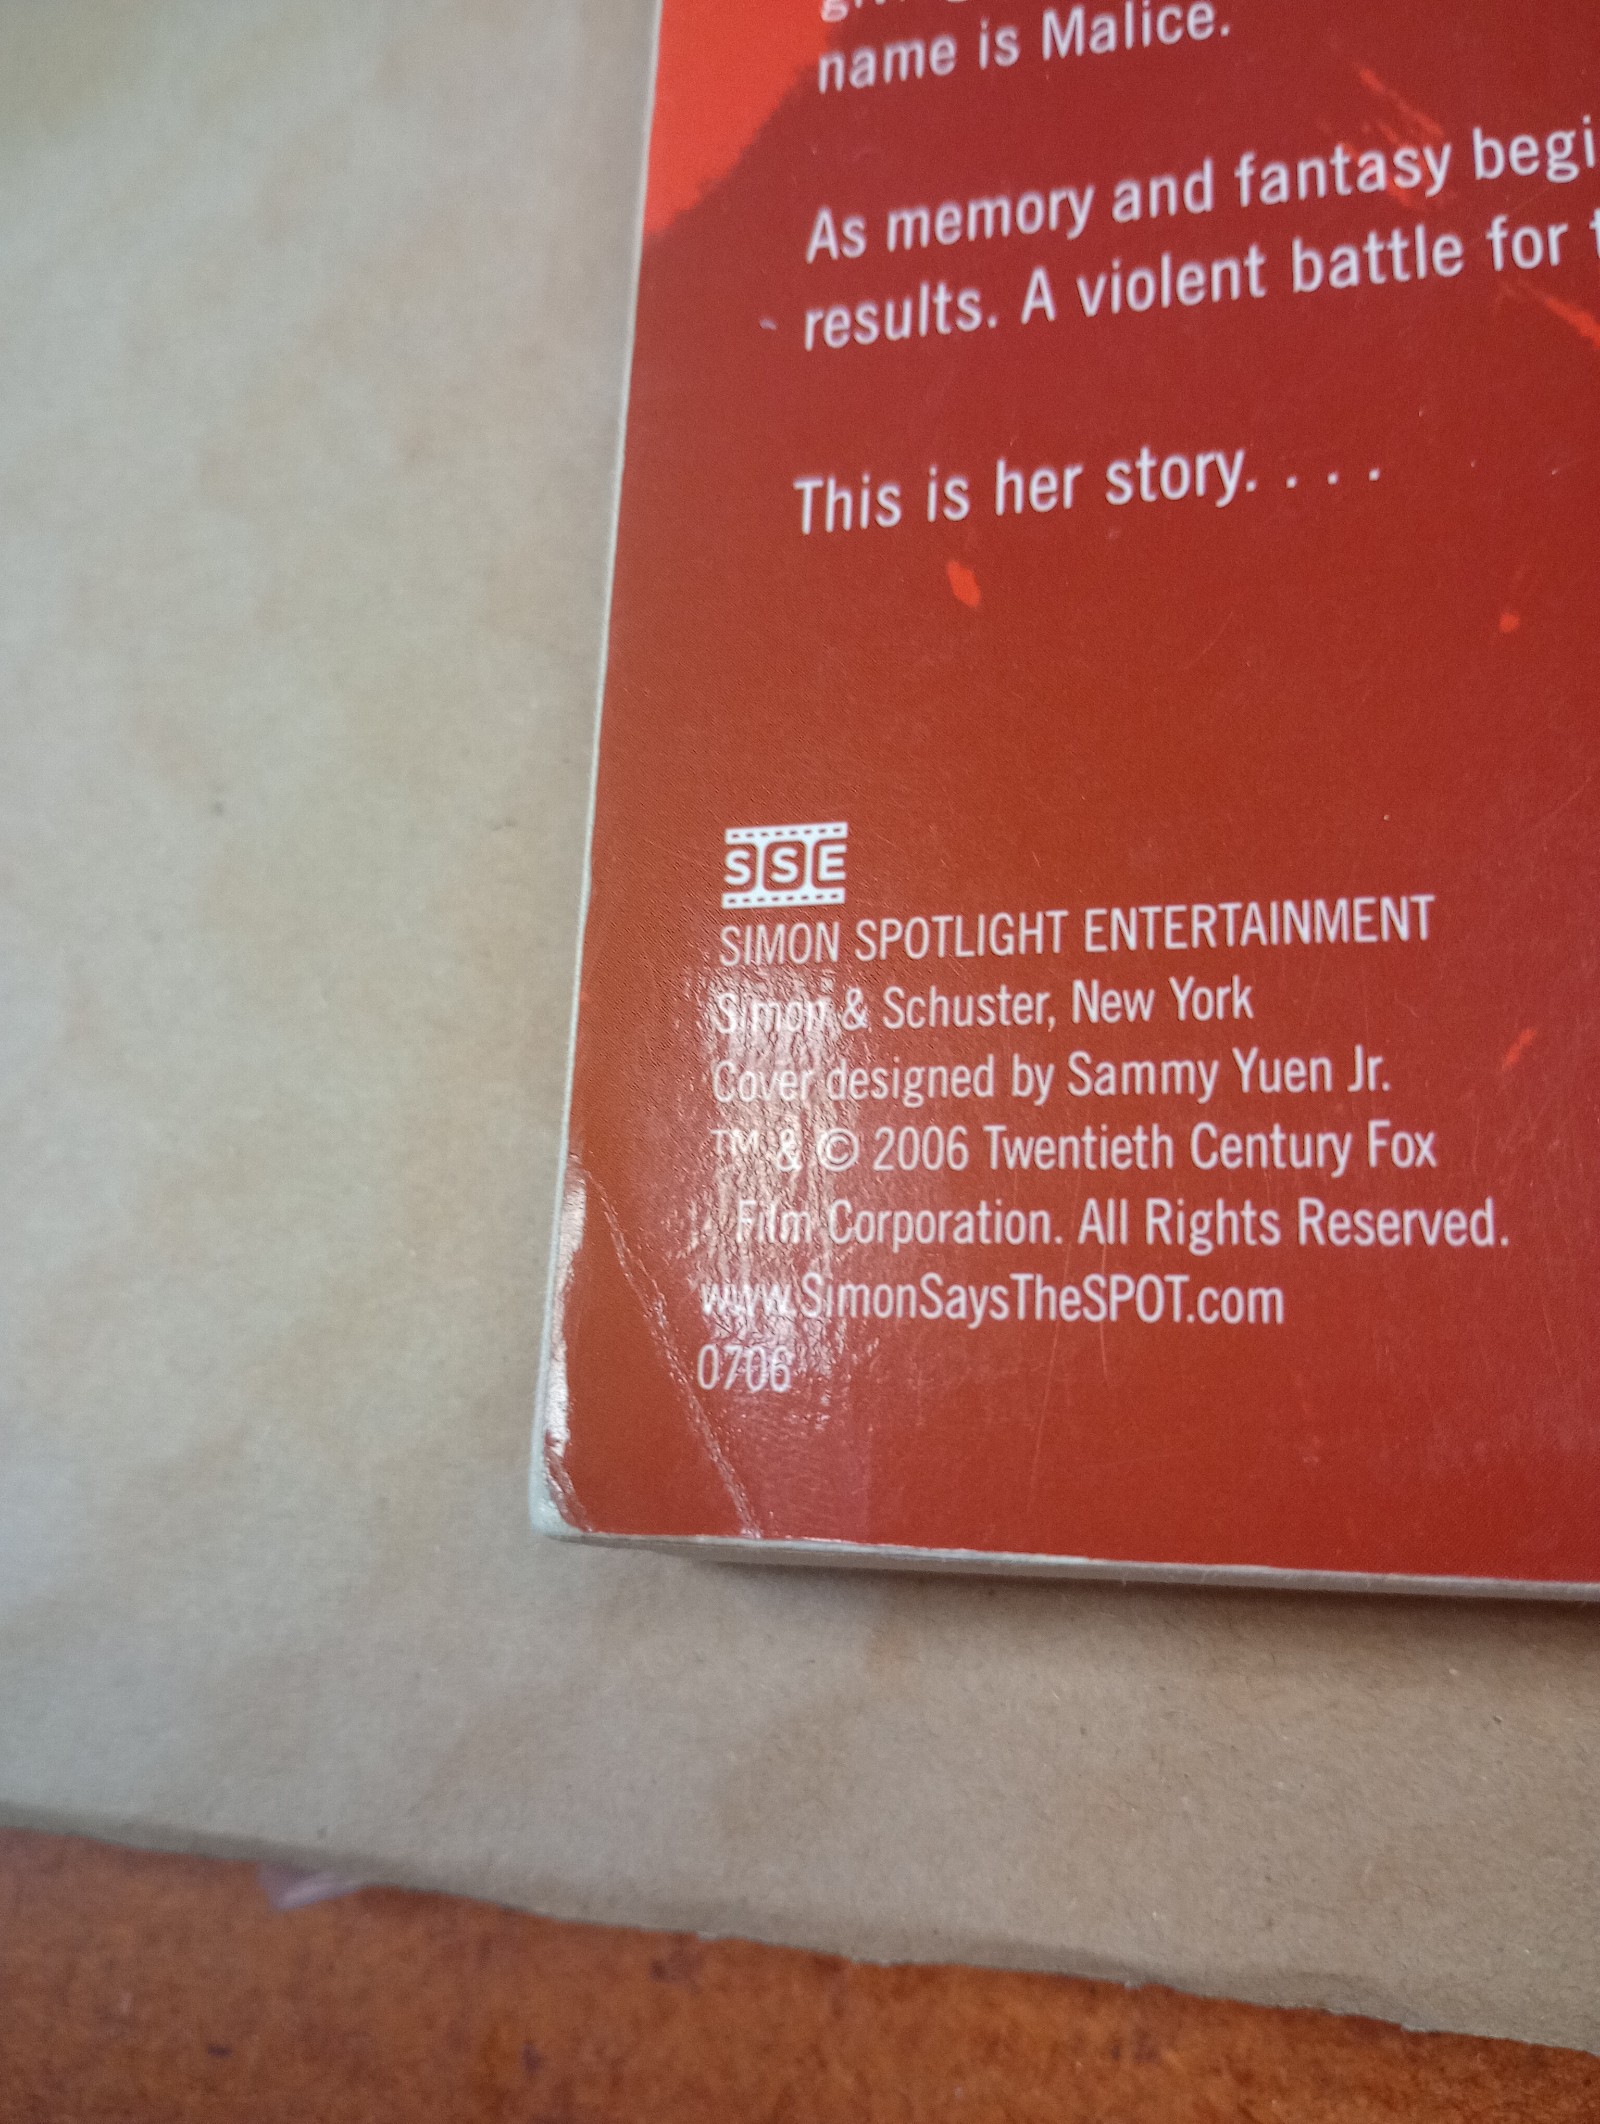 name is Malice.
As memory and fantasy begi
results. A violent battle for t
This is her story. . . .
SSE
SIMON SPOTLIGHT ENTERTAINMENT
Simon & Schuster, New York
Cover designed by Sammy Yuen Jr.
™ & © 2006 Twentieth Century Fox
Film Corporation. All Rights Reserved.
www.SimonSaysTheSPOT.com
0706